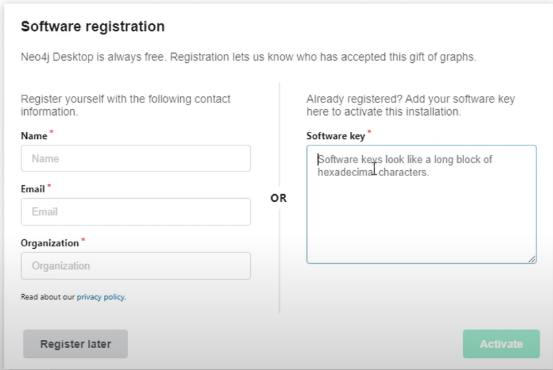 Software registration
Neo4j Desktop is always free. Registration lets us know who has accepted this gift of graphs.
Register yourself with the following contact
information.
Name *
Name
Email *
Email
Organization *
Organization
Read about our privacy policy.
Register later
OR
Already registered? Add your software key
here to activate this installation.
Software key *
Software keys look like a long block of
hexadecimal characters.
Activate